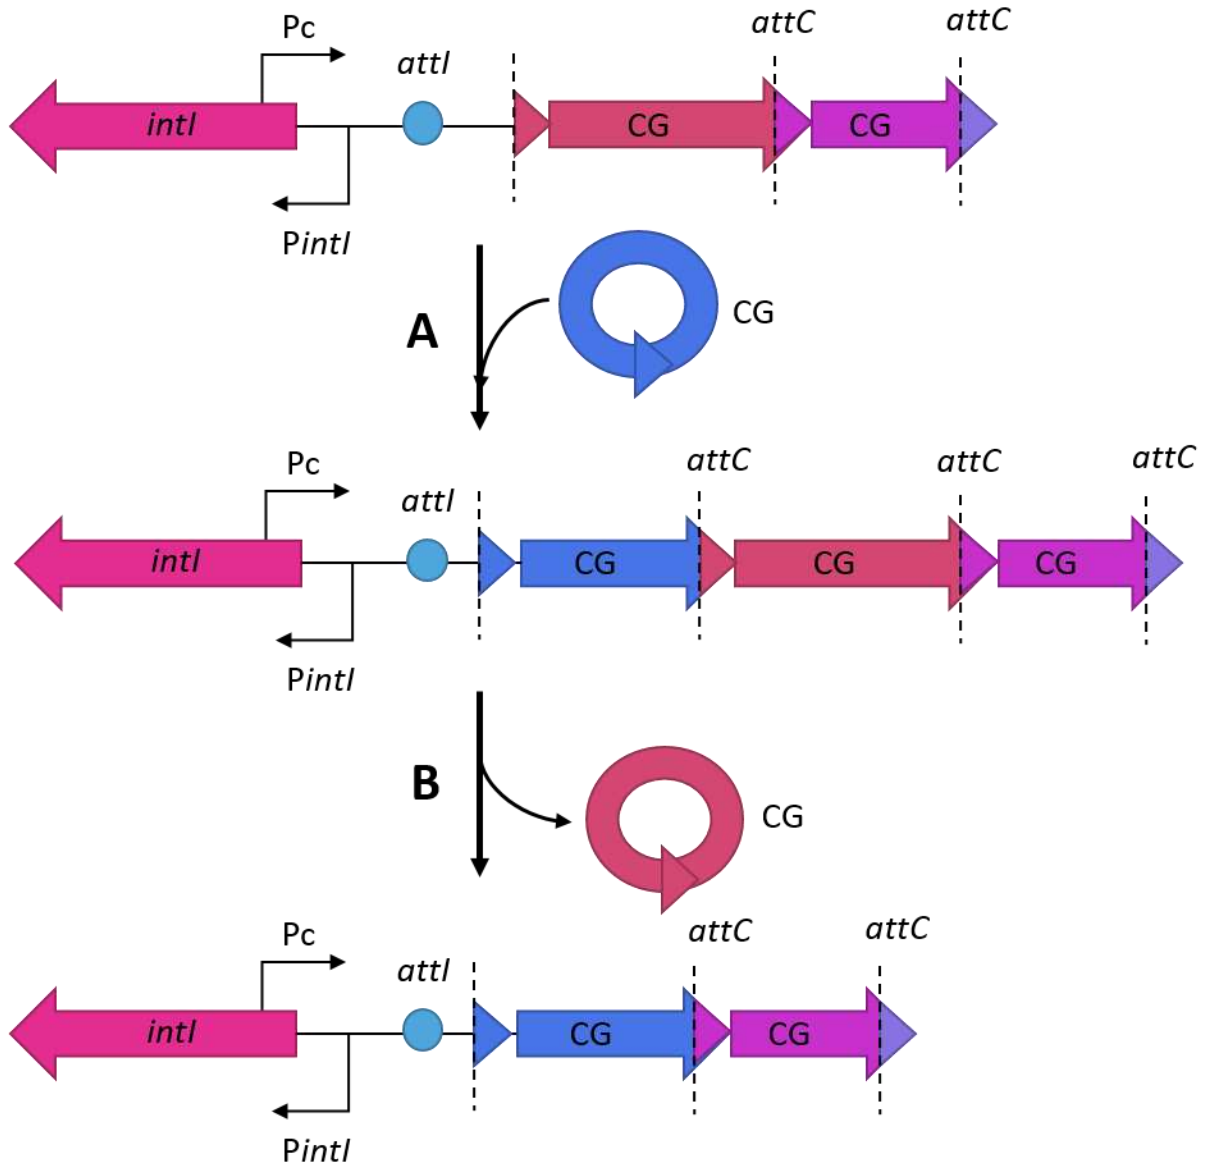 attC attC
Pc
attI
intI CG CG
PintI
A CG
attC attC attC
Pc
attI
intI CG CG CG
PintI
B CG
attC attC
Pc
attI
intI CG CG
PintI